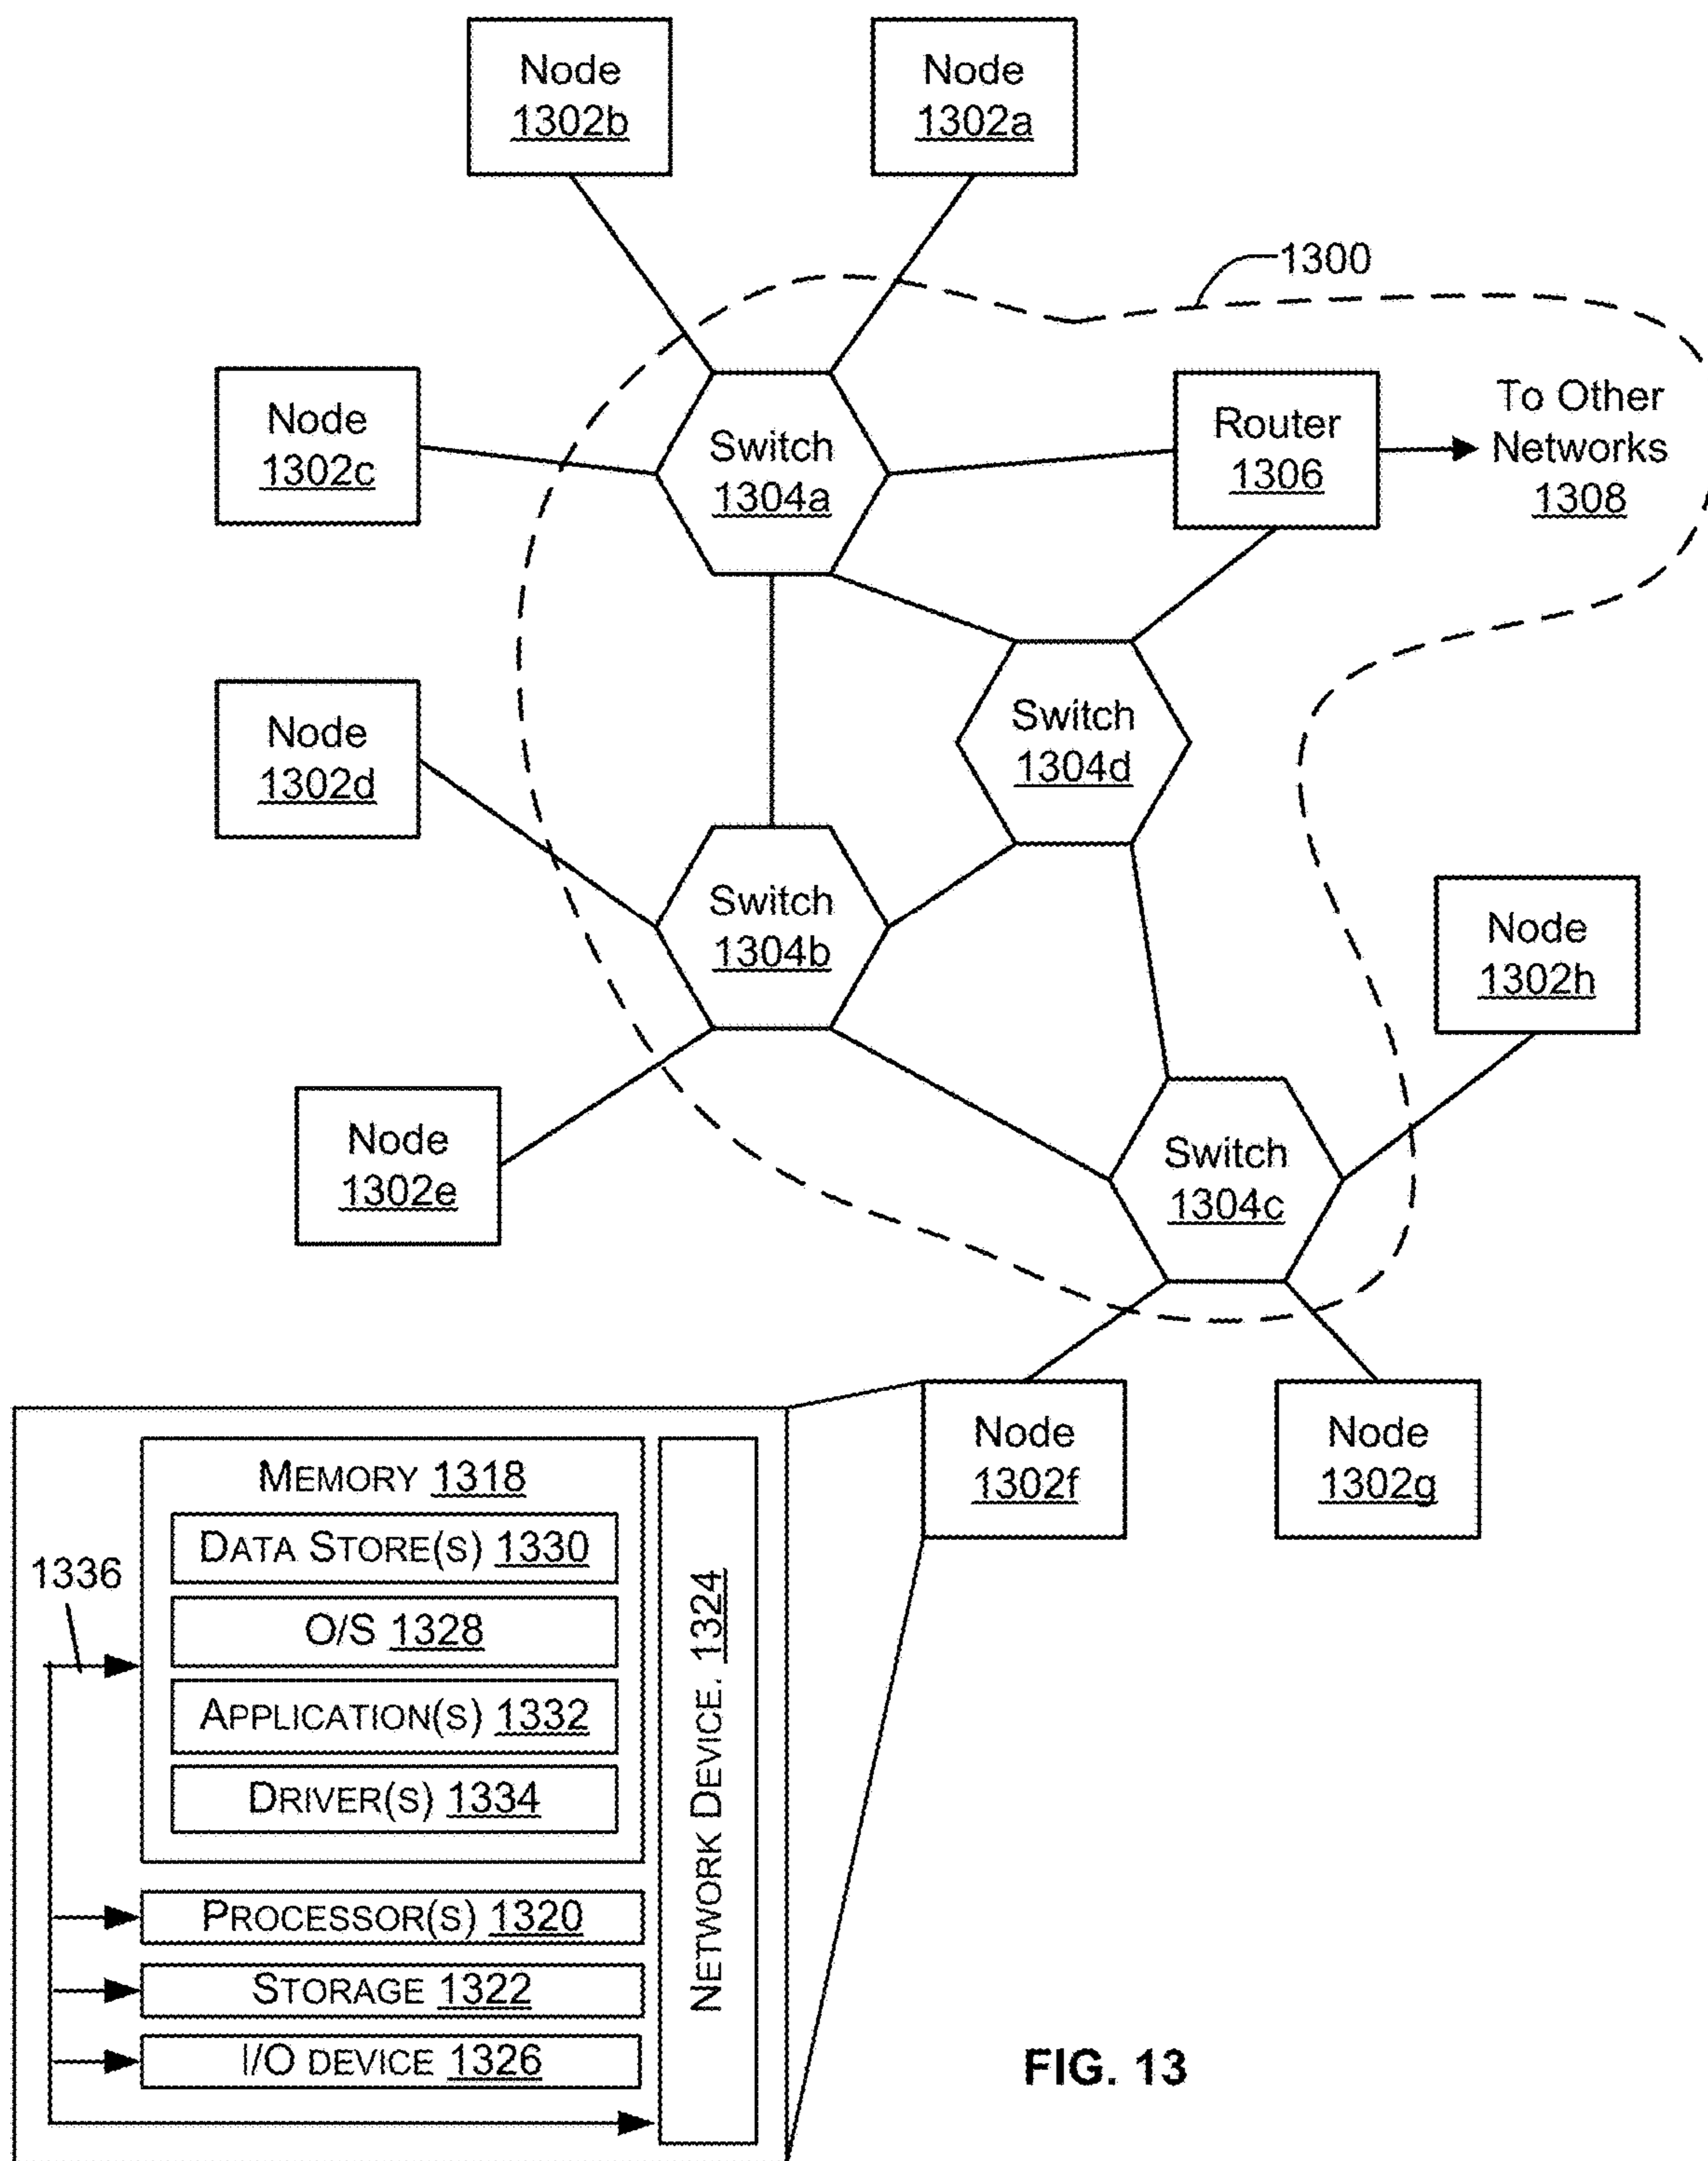 Node
1302b
Node
1302a
1300
Node
1302c
Switch
1304a
Router
1306
To Other
Networks
1308
Node
1302d
Switch
1304d
Switch
1304b
Node
1302h
Node
1302e
Switch
1304c
Node
1302f
Node
1302g
MEMORY 1318
DATA STORE(S) 1330
1336
O/S 1328
APPLICATION(S) 1332
DRIVER(S) 1334
NETWORK DEVICE. 1324
PROCESSOR(S) 1320
STORAGE 1322
I/O DEVICE 1326
FIG. 13